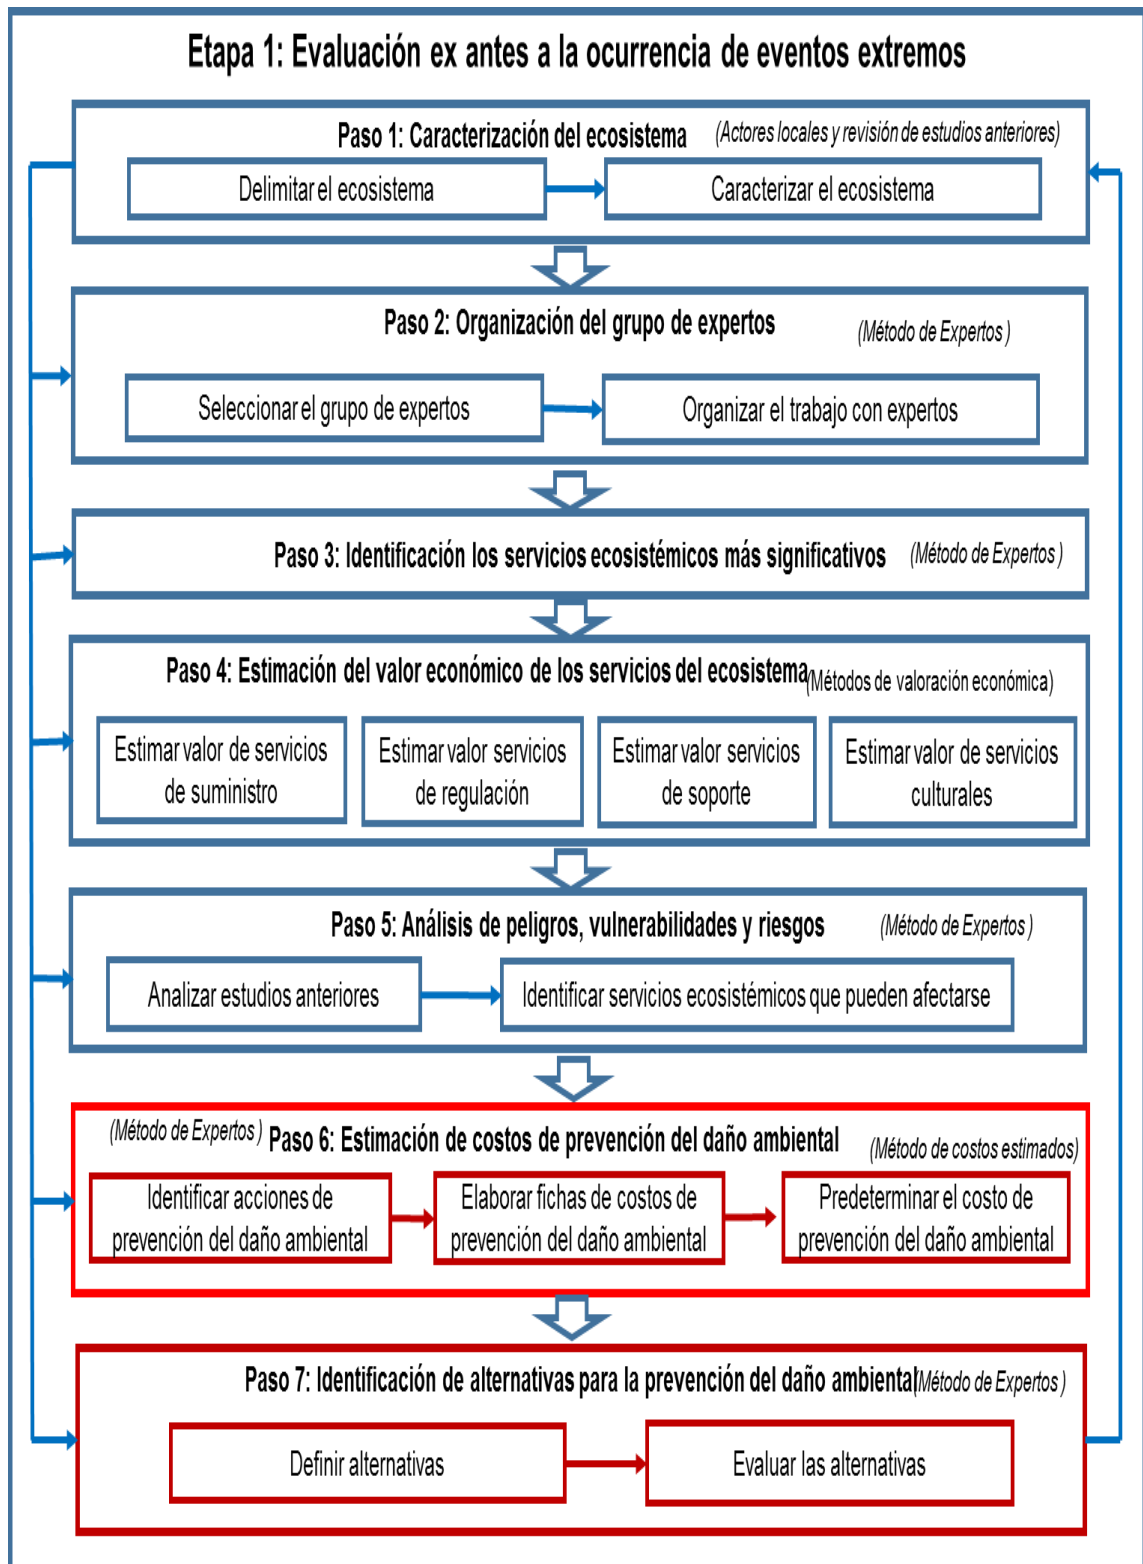 Etapa 1: Evaluación ex antes a la ocurrencia de eventos extremos
Paso 1: Caracterización del ecosistema
(Actores locales y revisión de estudios anteriores)
Delimitar el ecosistema
Caracterizar el ecosistema
Paso 2: Organización del grupo de expertos
(Método de Expertos )
Seleccionar el grupo de expertos
Organizar el trabajo con expertos
Paso 3: Identificación los servicios ecosistémicos más significativos
(Método de Expertos )
Paso 4: Estimación del valor económico de los servicios del ecosistema
(Métodos de valoración económica)
Estimar valor de servicios
de suministro
Estimar valor servicios
de regulación
Estimar valor servicios
de soporte
Estimar valor de servicios
culturales
Paso 5: Análisis de peligros, vulnerabilidades y riesgos
(Método de Expertos )
Analizar estudios anteriores
Identificar servicios ecosistémicos que pueden afectarse
(Método de Expertos )
Paso 6: Estimación de costos de prevención del daño ambiental
(Método de costos estimados)
Identificar acciones de
prevención del daño ambiental
Elaborar fichas de costos de
prevención del daño ambiental
Predeterminar el costo de
prevención del daño ambiental
Paso 7: Identificación de alternativas para la prevención del daño ambiental
(Método de Expertos )
Definir alternativas
Evaluar las alternativas